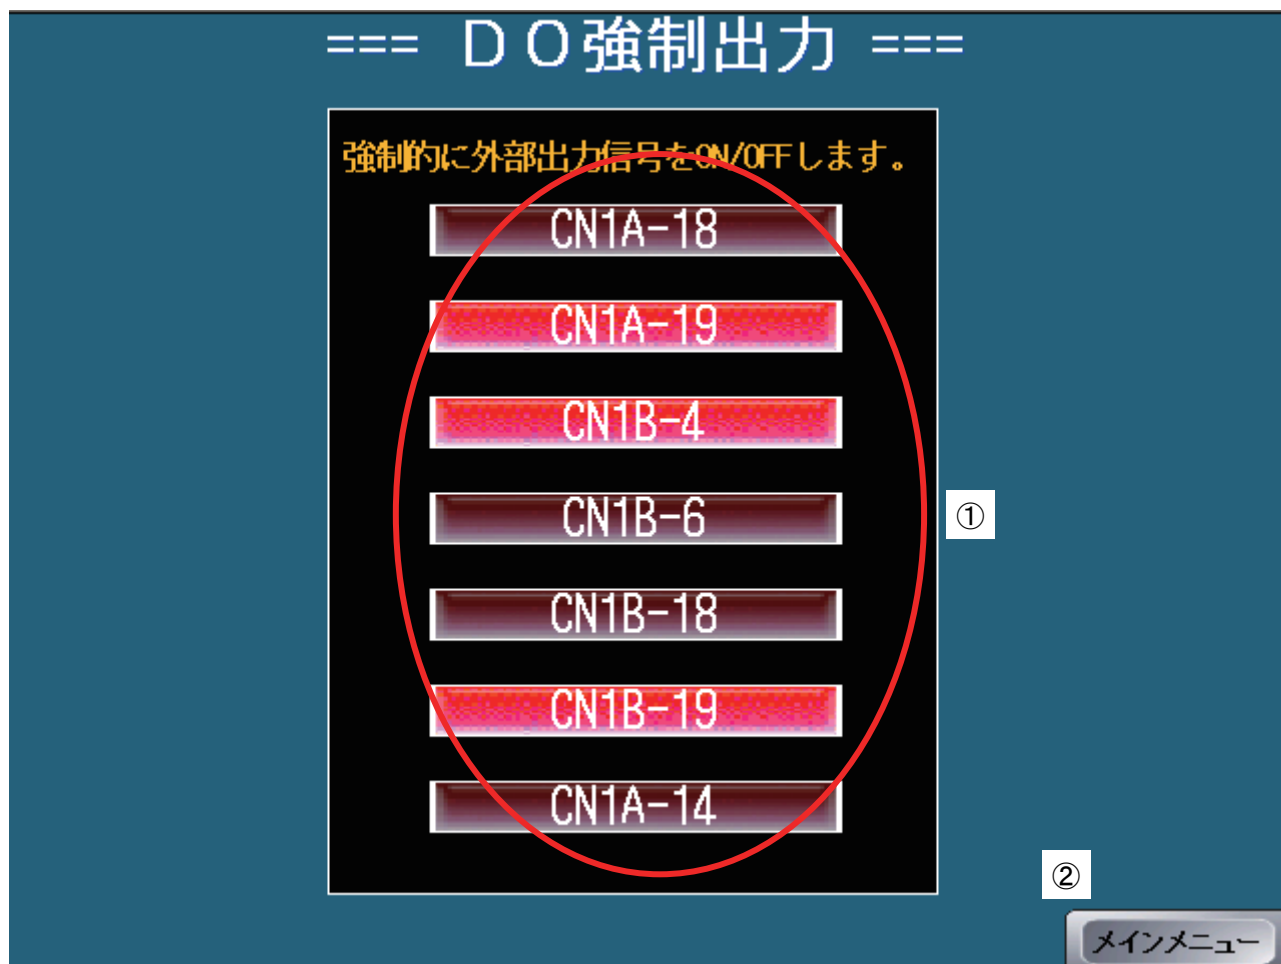 === ＤＯ強制出力 ===
強制的に外部出力信号をON/OFFします。
CN1A-18
CN1A-19
CN1B-4
CN1B-6
①
CN1B-18
CN1B-19
CN1A-14
②
メインメニュー